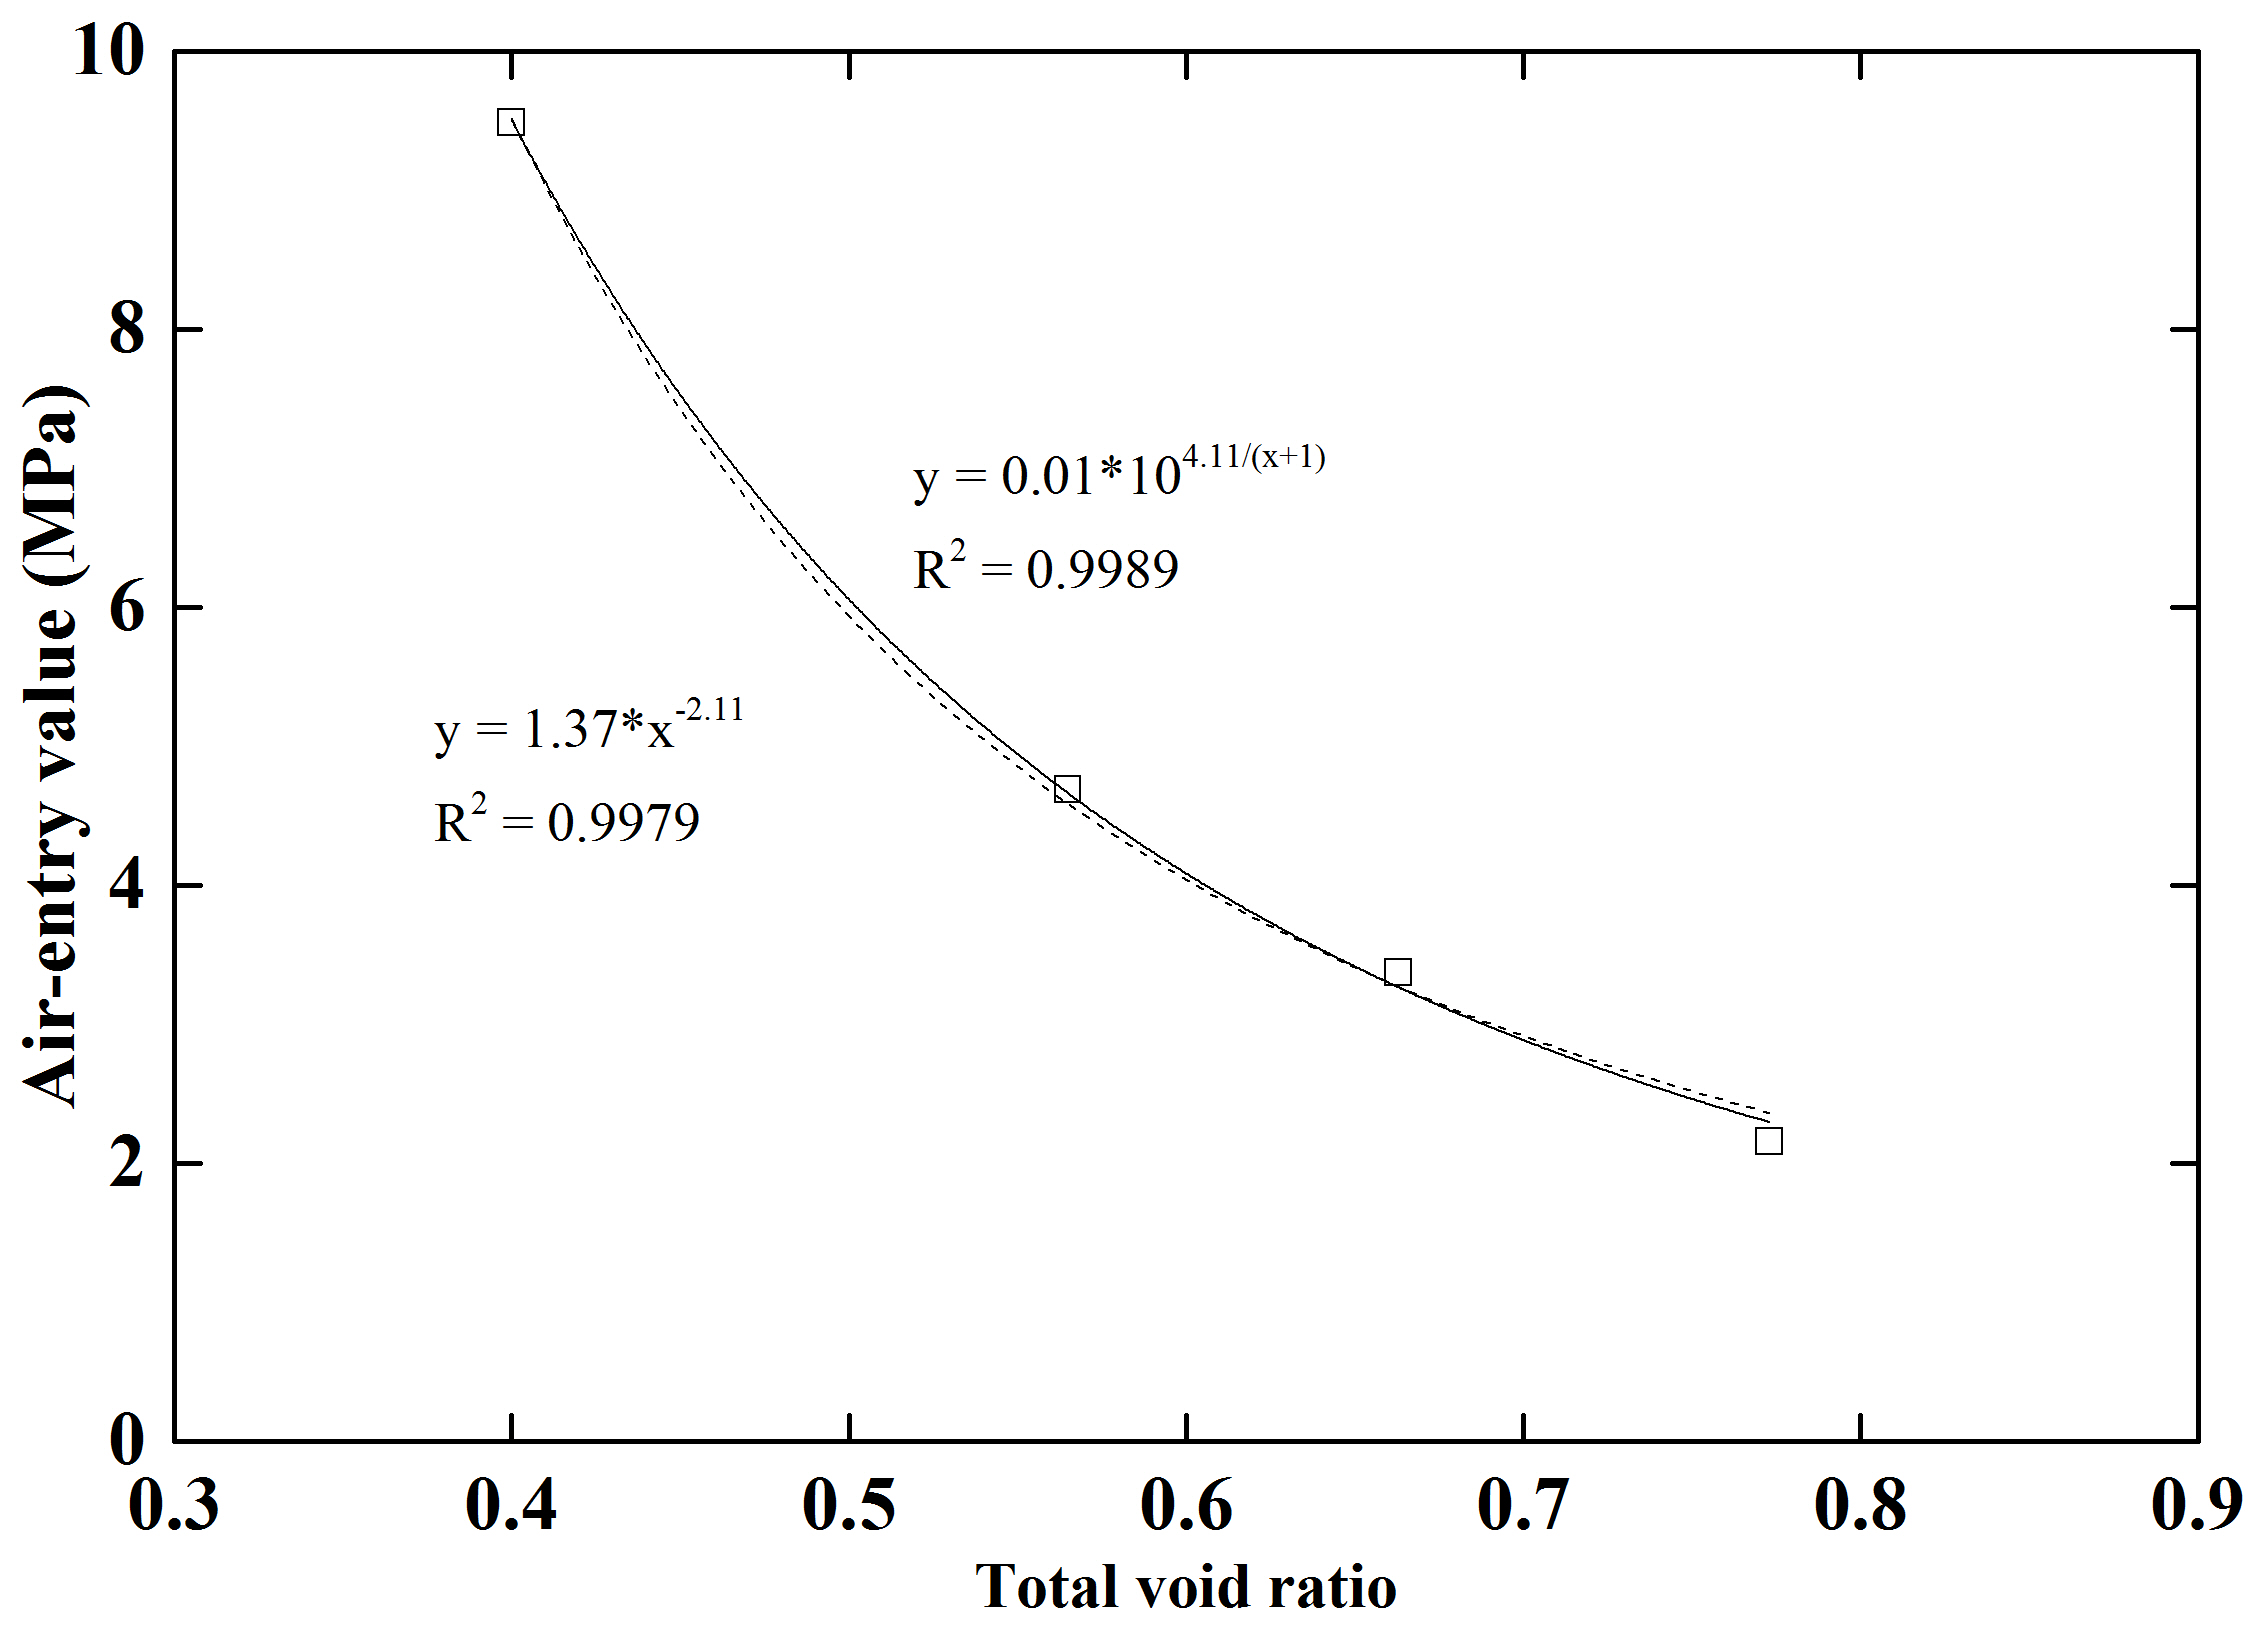 10
8
6
4
2
0
Air-entry value (MPa)
y = 0.01*10^4.11/(x+1)
R² = 0.9989
y = 1.37*x^-2.11
R² = 0.9979
0.3 0.4 0.5 0.6 0.7 0.8 0.9
Total void ratio